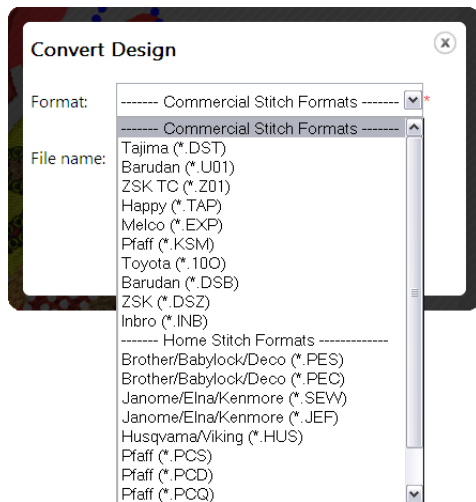 Convert Design
Format:
------- Commercial Stitch Formats ------- *
------- Commercial Stitch Formats -------
File name:
Tajima (*.DST)
Barudan (*.U01)
ZSK TC (*.Z01)
Happy (*.TAP)
Melco (*.EXP)
Pfaff (*.KSM)
Toyota (*.10O)
Barudan (*.DSB)
ZSK (*.DSZ)
Inbro (*.INB)
------- Home Stitch Formats -------------
Brother/Babylock/Deco (*.PES)
Brother/Babylock/Deco (*.PEC)
Janome/Elna/Kenmore (*.SEW)
Janome/Elna/Kenmore (*.JEF)
Husqvarna/Viking (*.HUS)
Pfaff (*.PCS)
Pfaff (*.PCD)
Pfaff (*.PCQ)